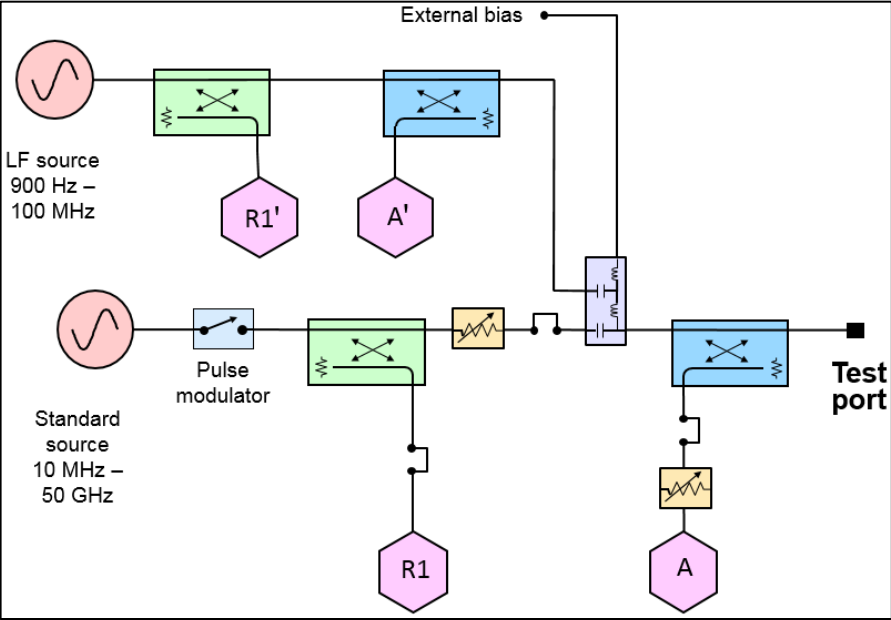 External bias
LF source
900 Hz –
100 MHz
R1'
A'
Pulse
modulator
Test
port
Standard
source
10 MHz –
50 GHz
R1
A